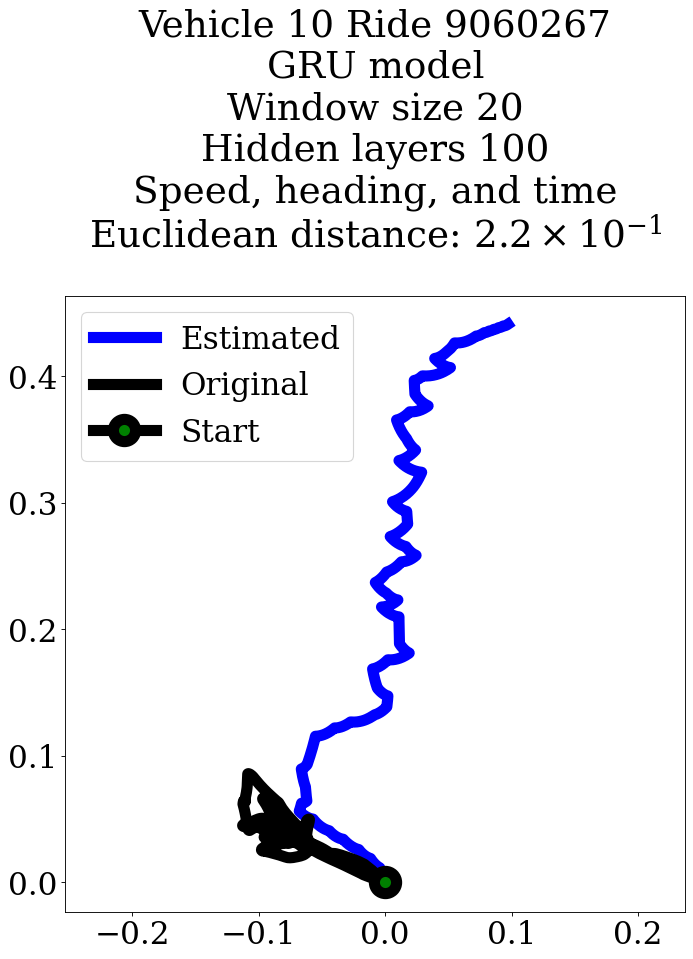 Vehicle 10 Ride 9060267
GRU model
Window size 20
Hidden layers 100
Speed, heading, and time
Euclidean distance: 2.2 × 10⁻¹
Estimated
Original
Start
0.4
0.3
0.2
0.1
0.0
−0.2 −0.1 0.0 0.1 0.2